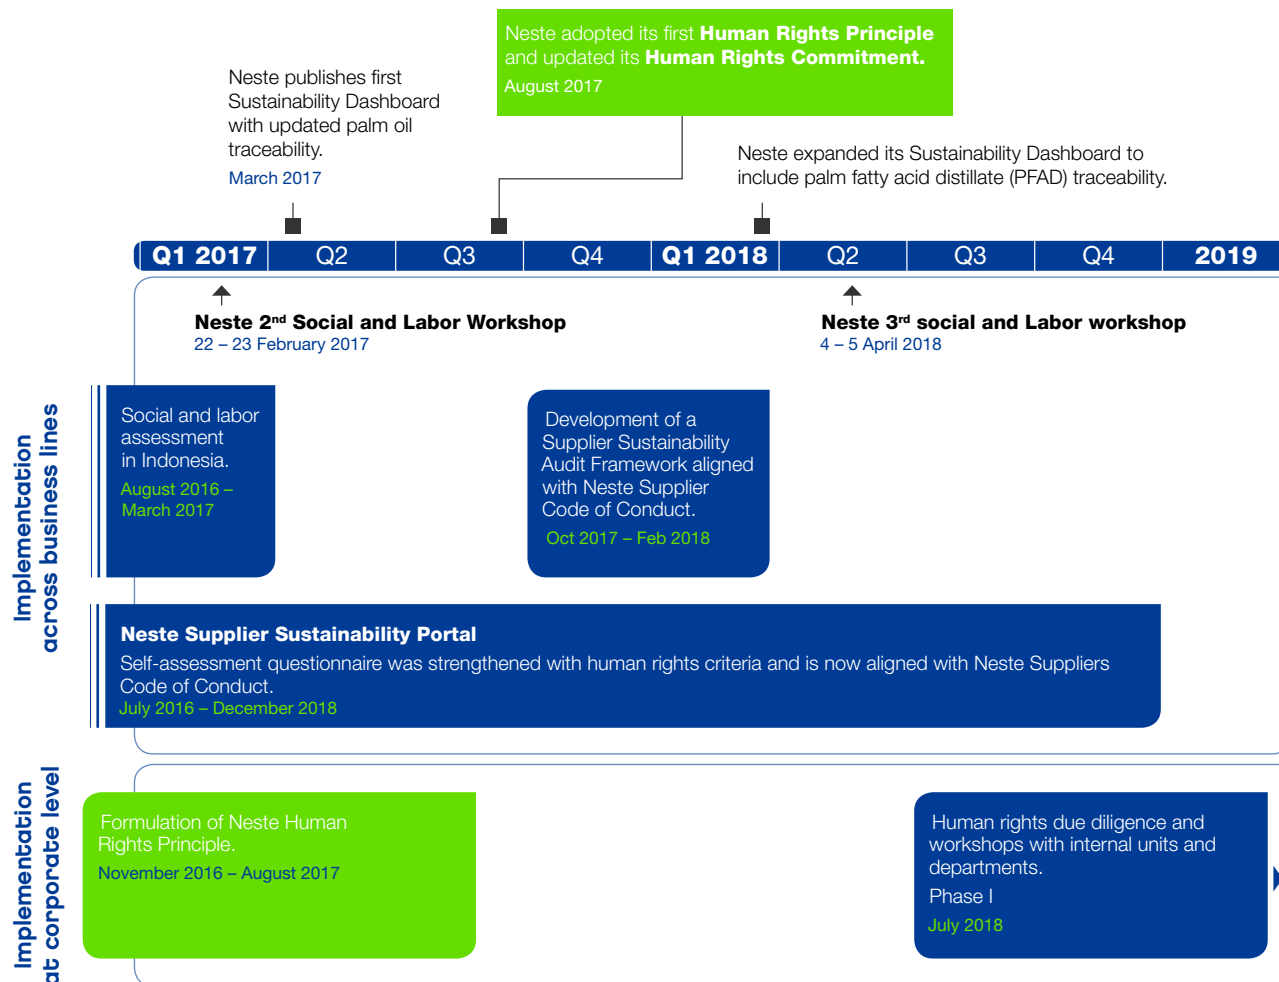 Neste adopted its first Human Rights Principle
and updated its Human Rights Commitment.
August 2017
Neste publishes first
Sustainability Dashboard
with updated palm oil
traceability.
March 2017
Neste expanded its Sustainability Dashboard to
include palm fatty acid distillate (PFAD) traceability.
Q1 2017 Q2 Q3 Q4 Q1 2018 Q2 Q3 Q4 2019
Neste 2nd Social and Labor Workshop
22 – 23 February 2017
Neste 3rd social and Labor workshop
4 – 5 April 2018
Implementation
across business lines
Social and labor
assessment
in Indonesia.
August 2016 –
March 2017
Development of a
Supplier Sustainability
Audit Framework aligned
with Neste Supplier
Code of Conduct.
Oct 2017 – Feb 2018
Neste Supplier Sustainability Portal
Self-assessment questionnaire was strengthened with human rights criteria and is now aligned with Neste Suppliers
Code of Conduct.
July 2016 – December 2018
Implementation
at corporate level
Formulation of Neste Human
Rights Principle.
November 2016 – August 2017
Human rights due diligence and
workshops with internal units and
departments.
Phase I
July 2018